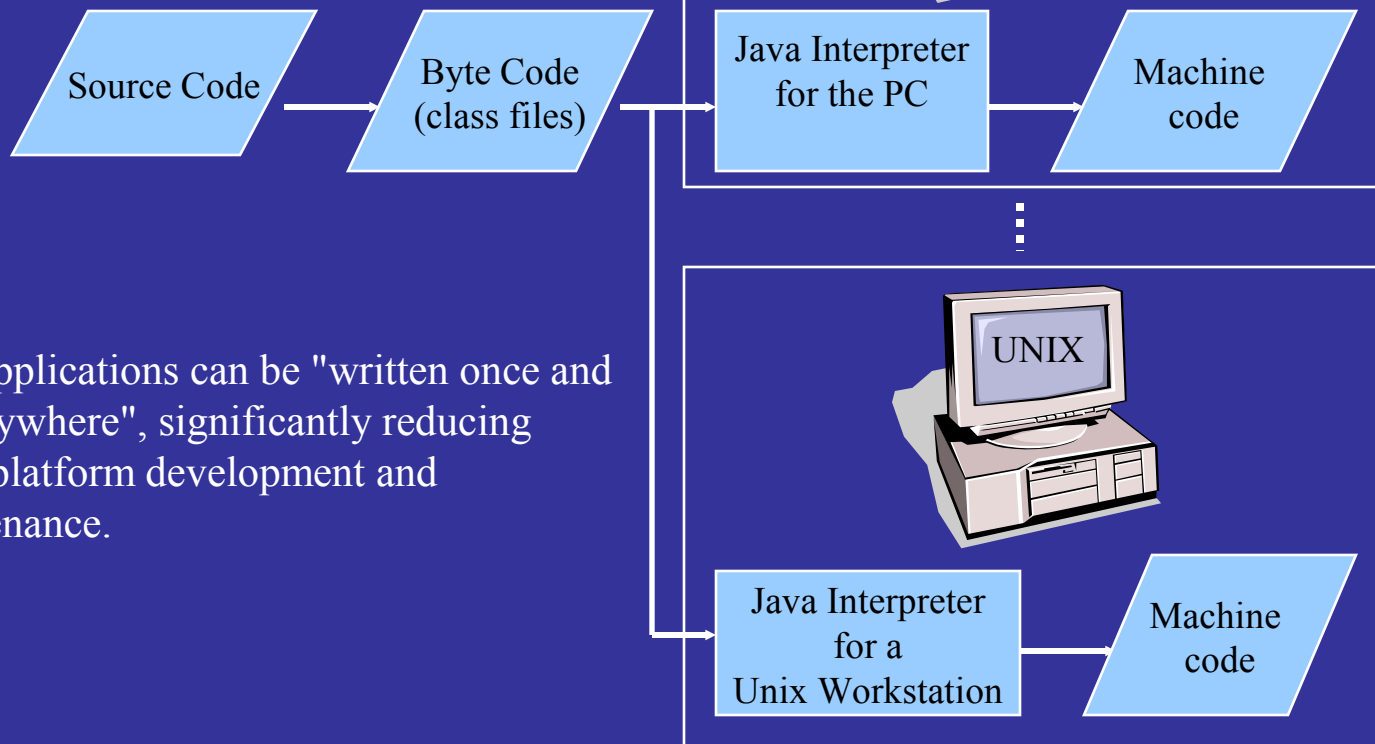 Source Code
Byte Code
(class files)
Java Interpreter
for the PC
Machine
code
pplications can be "written once and
ywhere", significantly reducing
platform development and
enance.
UNIX
Java Interpreter
for a
Unix Workstation
Machine
code